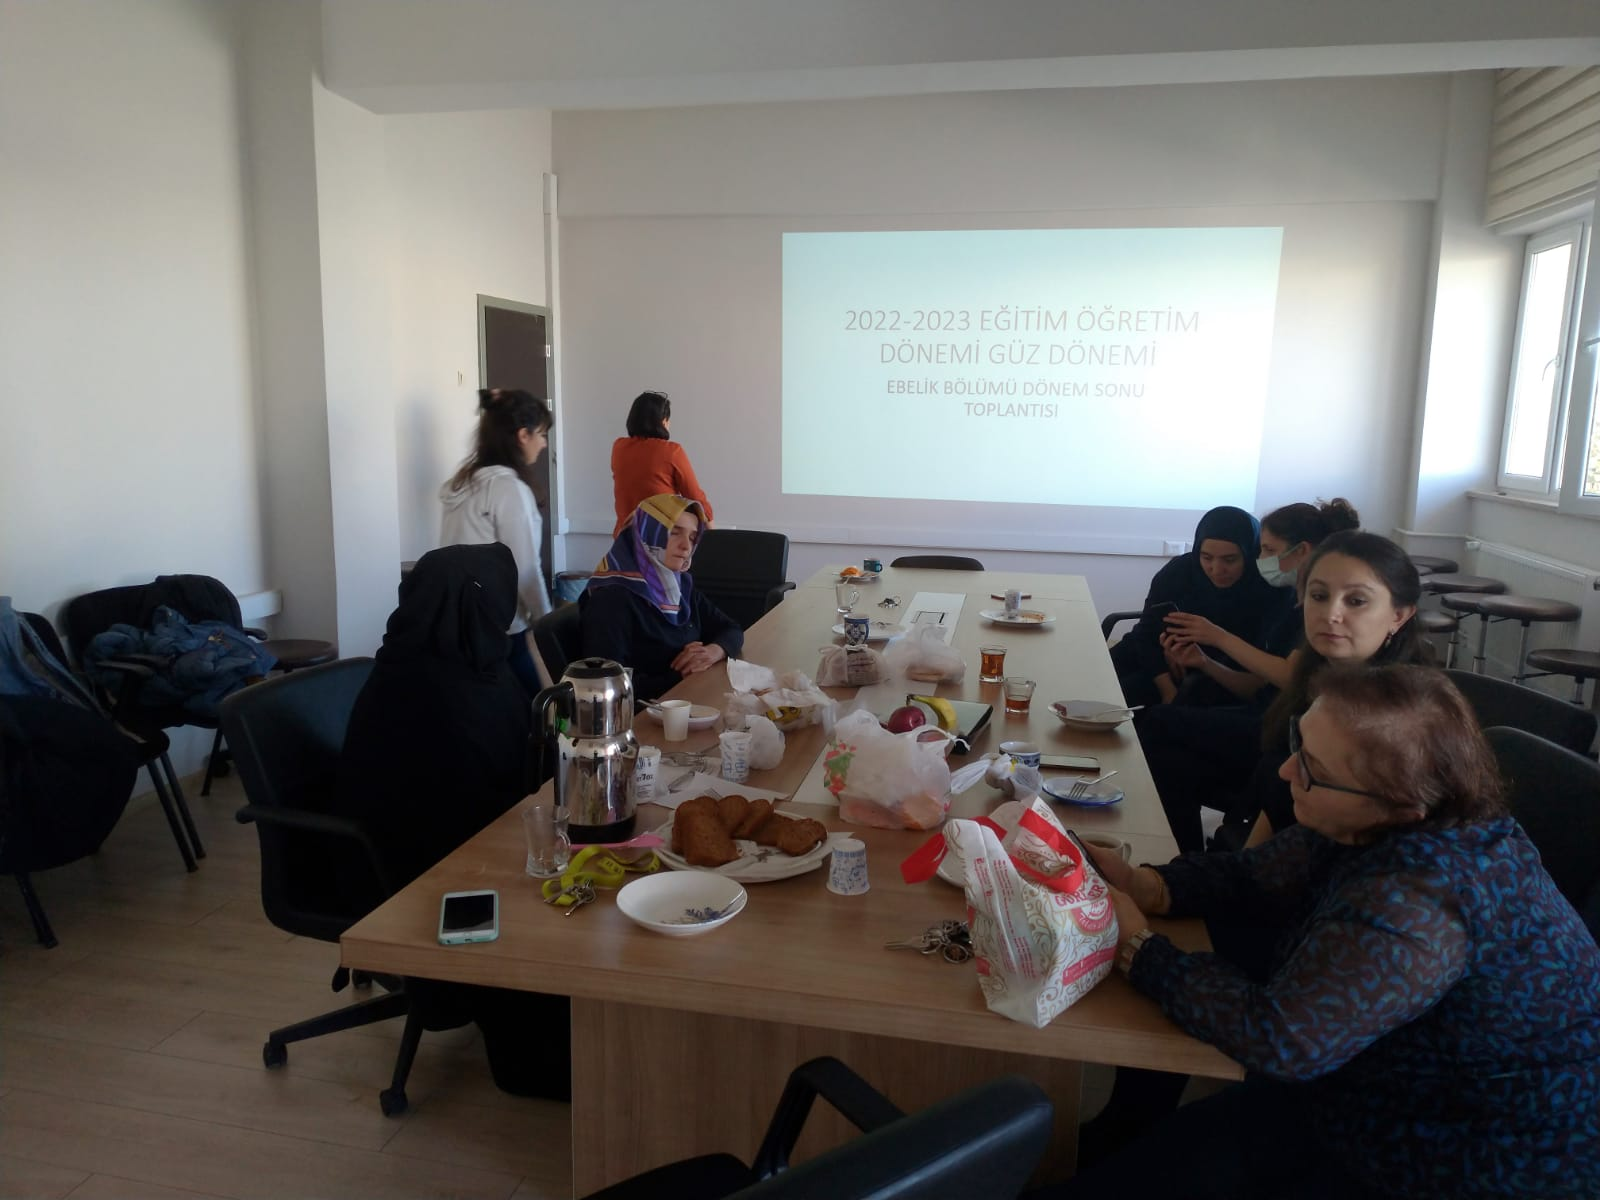 2022-2023 EĞİTİM ÖĞRETİM
DÖNEMİ GÜZ DÖNEMİ
EBELİK BÖLÜMÜ DÖNEM SONU
TOPLANTISI